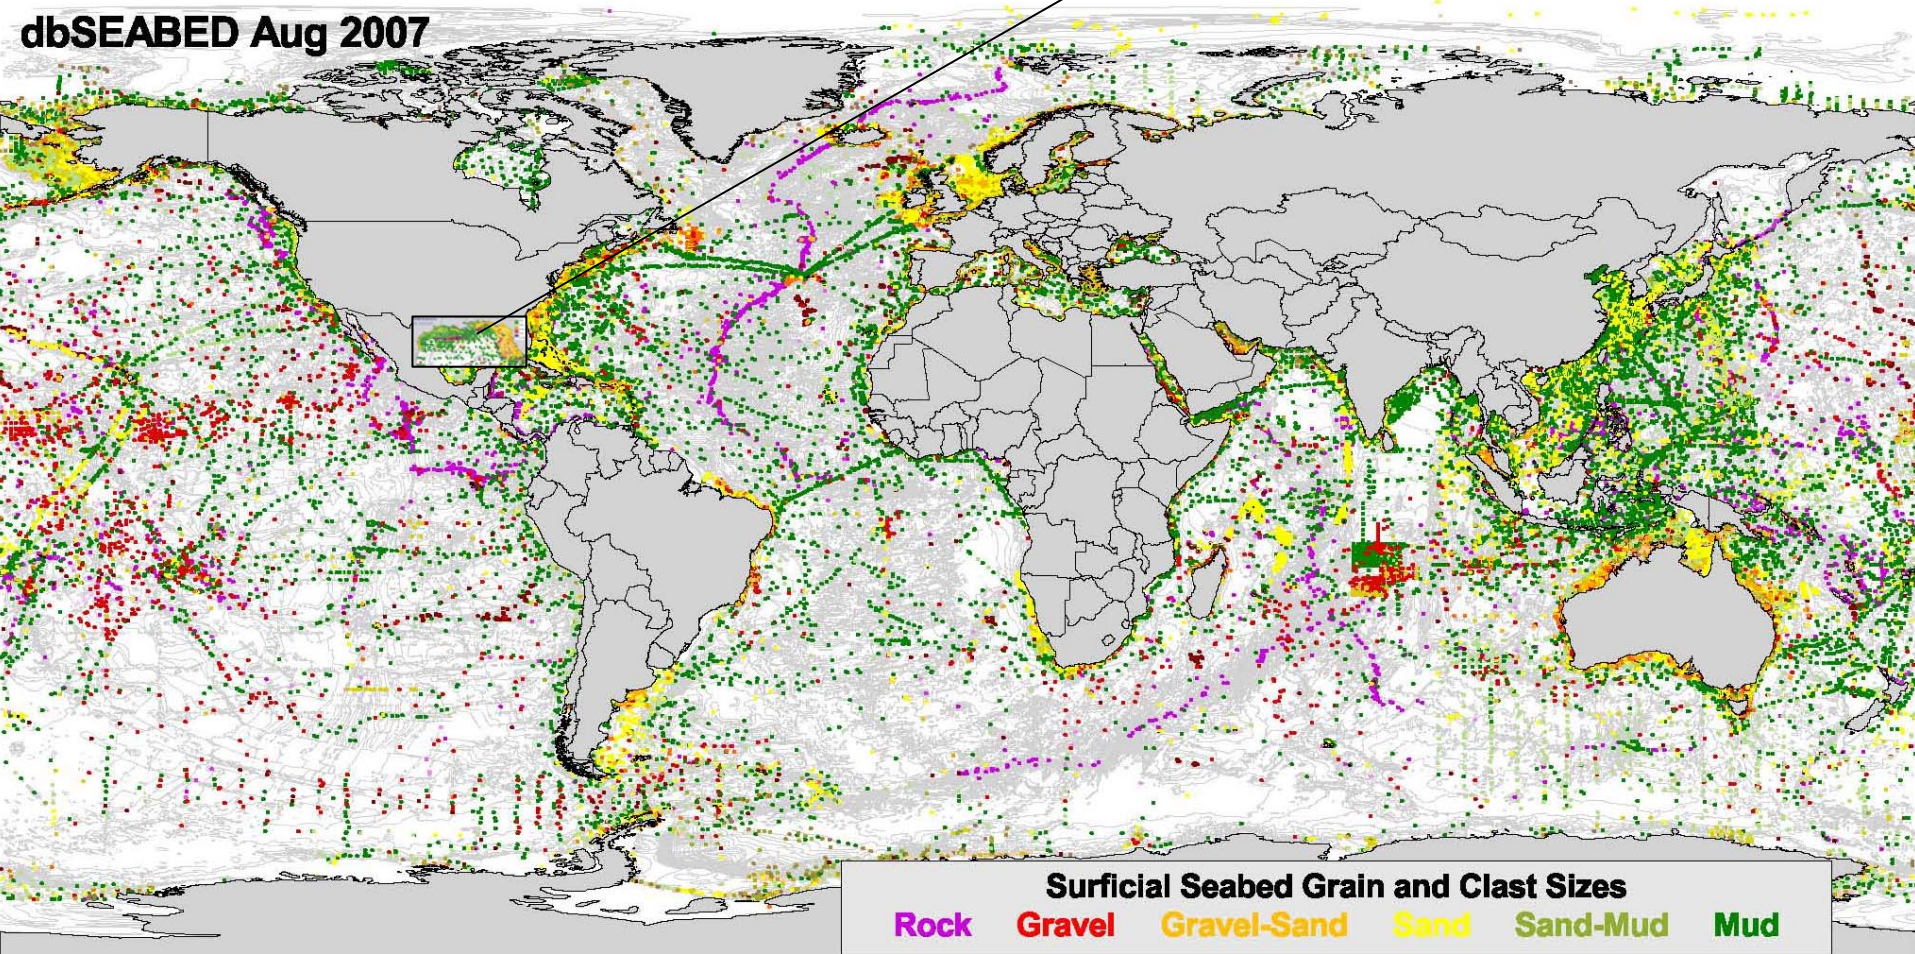 dbSEABED Aug 2007
Surficial Seabed Grain and Clast Sizes
Rock Gravel Gravel-Sand Sand Sand-Mud Mud